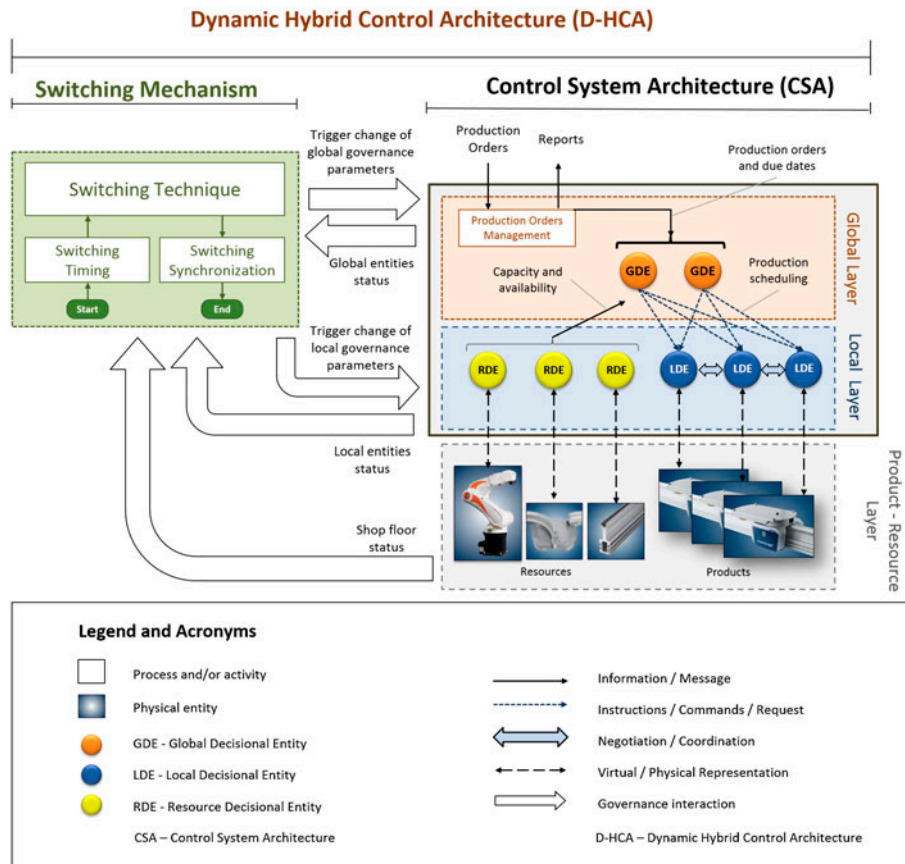 Dynamic Hybrid Control Architecture (D-HCA)
Switching Mechanism
Control System Architecture (CSA)
Trigger change of
global governance
parameters
Production
Orders
Reports
Production orders
and due dates
Switching Technique
Switching
Timing
Switching
Synchronization
Start
End
Global entities
status
Production Orders
Management
GDE
GDE
Capacity and
availability
Production
scheduling
Global Layer
Trigger change of
local governance
parameters
RDE
RDE
RDE
LDE
LDE
LDE
Local Layer
Local entities
status
Shop floor
status
Resources
Products
Product - Resource
Layer
Legend and Acronyms
Process and/or activity
Physical entity
GDE - Global Decisional Entity
LDE - Local Decisional Entity
RDE - Resource Decisional Entity
CSA – Control System Architecture
Information / Message
Instructions / Commands / Request
Negotiation / Coordination
Virtual / Physical Representation
Governance interaction
D-HCA – Dynamic Hybrid Control Architecture